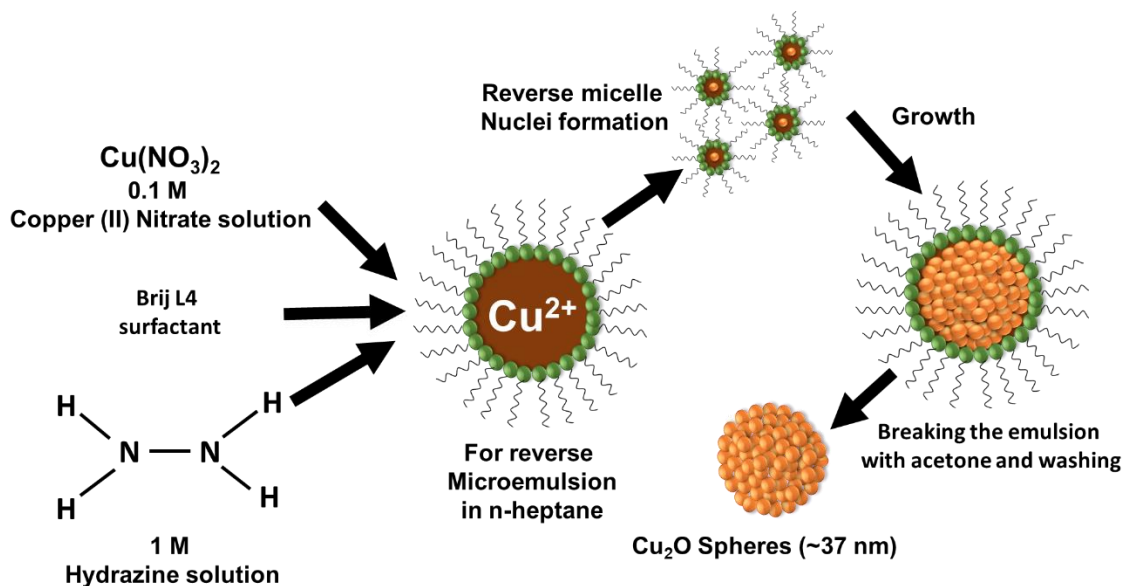 Cu(NO₃)₂
0.1 M
Copper (II) Nitrate solution
Brij L4
surfactant
H
H
N
N
H
H
1 M
Hydrazine solution
Cu²⁺
For reverse
Microemulsion
in n-heptane
Reverse micelle
Nuclei formation
Growth
Breaking the emulsion
with acetone and washing
Cu₂O Spheres (~37 nm)